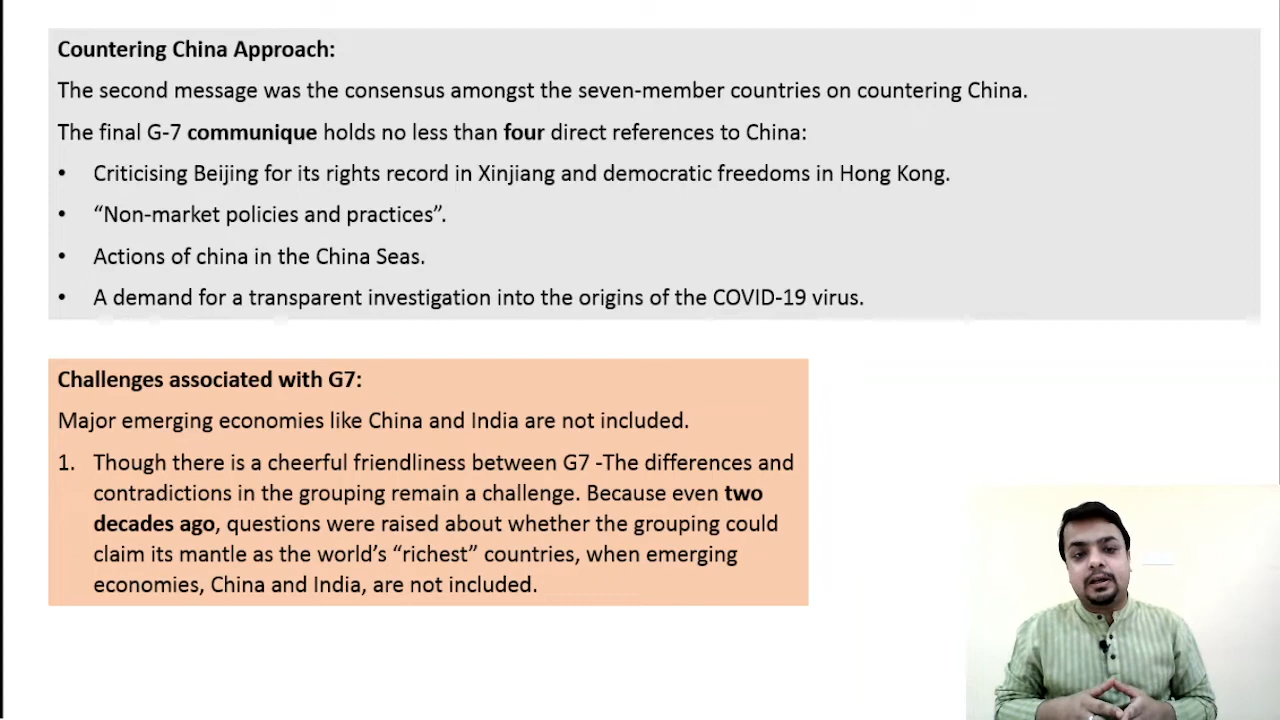 Countering China Approach:
The second message was the consensus amongst the seven-member countries on countering China.
The final G-7 communique holds no less than four direct references to China:
• Criticising Beijing for its rights record in Xinjiang and democratic freedoms in Hong Kong.
• “Non-market policies and practices”.
• Actions of china in the China Seas.
• A demand for a transparent investigation into the origins of the COVID-19 virus.
Challenges associated with G7:
Major emerging economies like China and India are not included.
1. Though there is a cheerful friendliness between G7 -The differences and
contradictions in the grouping remain a challenge. Because even two
decades ago, questions were raised about whether the grouping could
claim its mantle as the world’s “richest” countries, when emerging
economies, China and India, are not included.